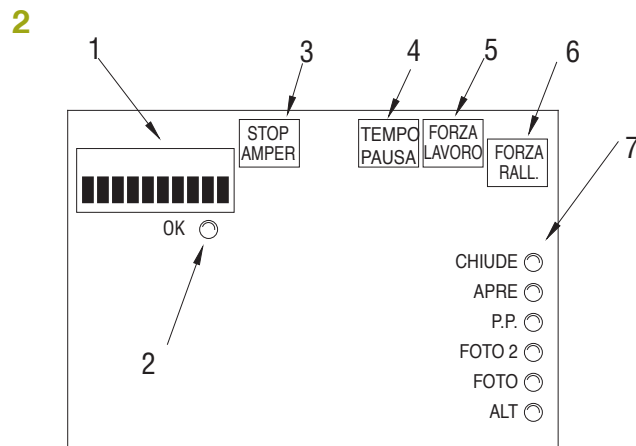 2
1
3
4
5
6
7
STOP
AMPER
TEMPO
PAUSA
FORZA
LAVORO
FORZA
RALL.
OK
2
CHIUDE
APRE
P.P.
FOTO 2
FOTO
ALT